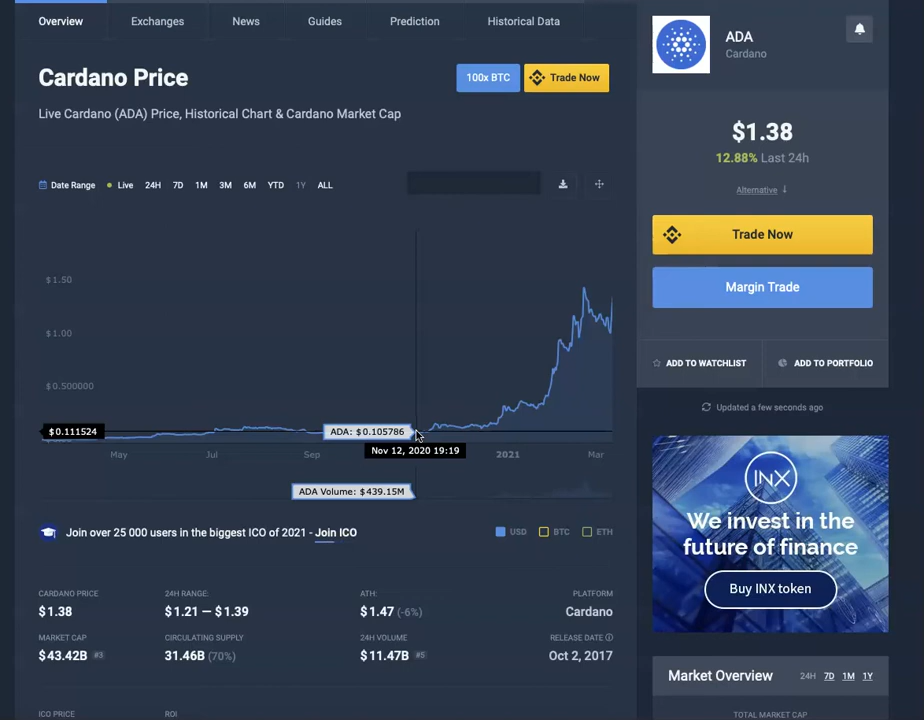 Overview Exchanges News Guides Prediction Historical Data
Cardano Price
100x BTC Trade Now
Live Cardano (ADA) Price, Historical Chart & Cardano Market Cap
Date Range Live 24H 7D 1M 3M 6M YTD 1Y ALL
$1.50
$1.00
$0.500000
$0.111524 ADA: $0.105786
Nov 12, 2020 19:19
May Jul Sep 2021 Mar
ADA Volume: $439.15M
Join over 25 000 users in the biggest ICO of 2021 - Join ICO
USD BTC ETH
CARDANO PRICE 24H RANGE: ATH: PLATFORM
$1.38 $1.21 — $1.39 $1.47 (-6%) Cardano
MARKET CAP CIRCULATING SUPPLY 24H VOLUME RELEASE DATE
$43.42B #3 31.46B (70%) $11.47B #5 Oct 2, 2017
ICO PRICE ROI
ADA
Cardano
$1.38
12.88% Last 24h
Alternative
Trade Now
Margin Trade
ADD TO WATCHLIST ADD TO PORTFOLIO
Updated a few seconds ago
INX
We invest in the
future of finance
Buy INX token
Market Overview 24H 7D 1M 1Y
TOTAL MARKET CAP